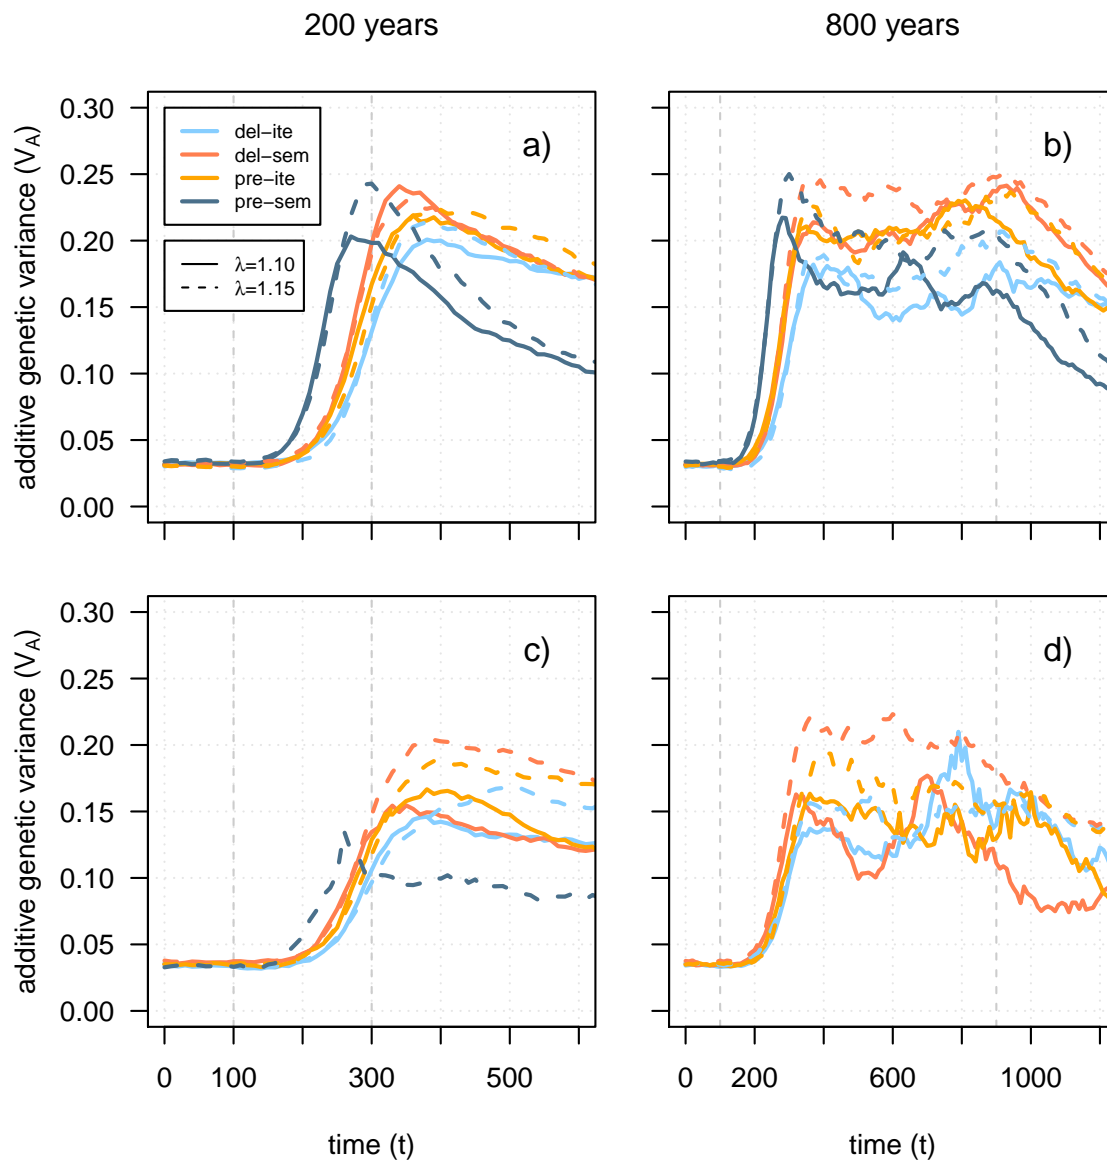 200 years
800 years
additive genetic variance (VA)
0.30
0.25
0.20
0.15
0.10
0.05
0.00
del−ite
del−sem
pre−ite
pre−sem
λ=1.10
λ=1.15
a)
b)
additive genetic variance (VA)
0.30
0.25
0.20
0.15
0.10
0.05
0.00
c)
d)
0 100 300 500
0 200 600 1000
time (t)
time (t)